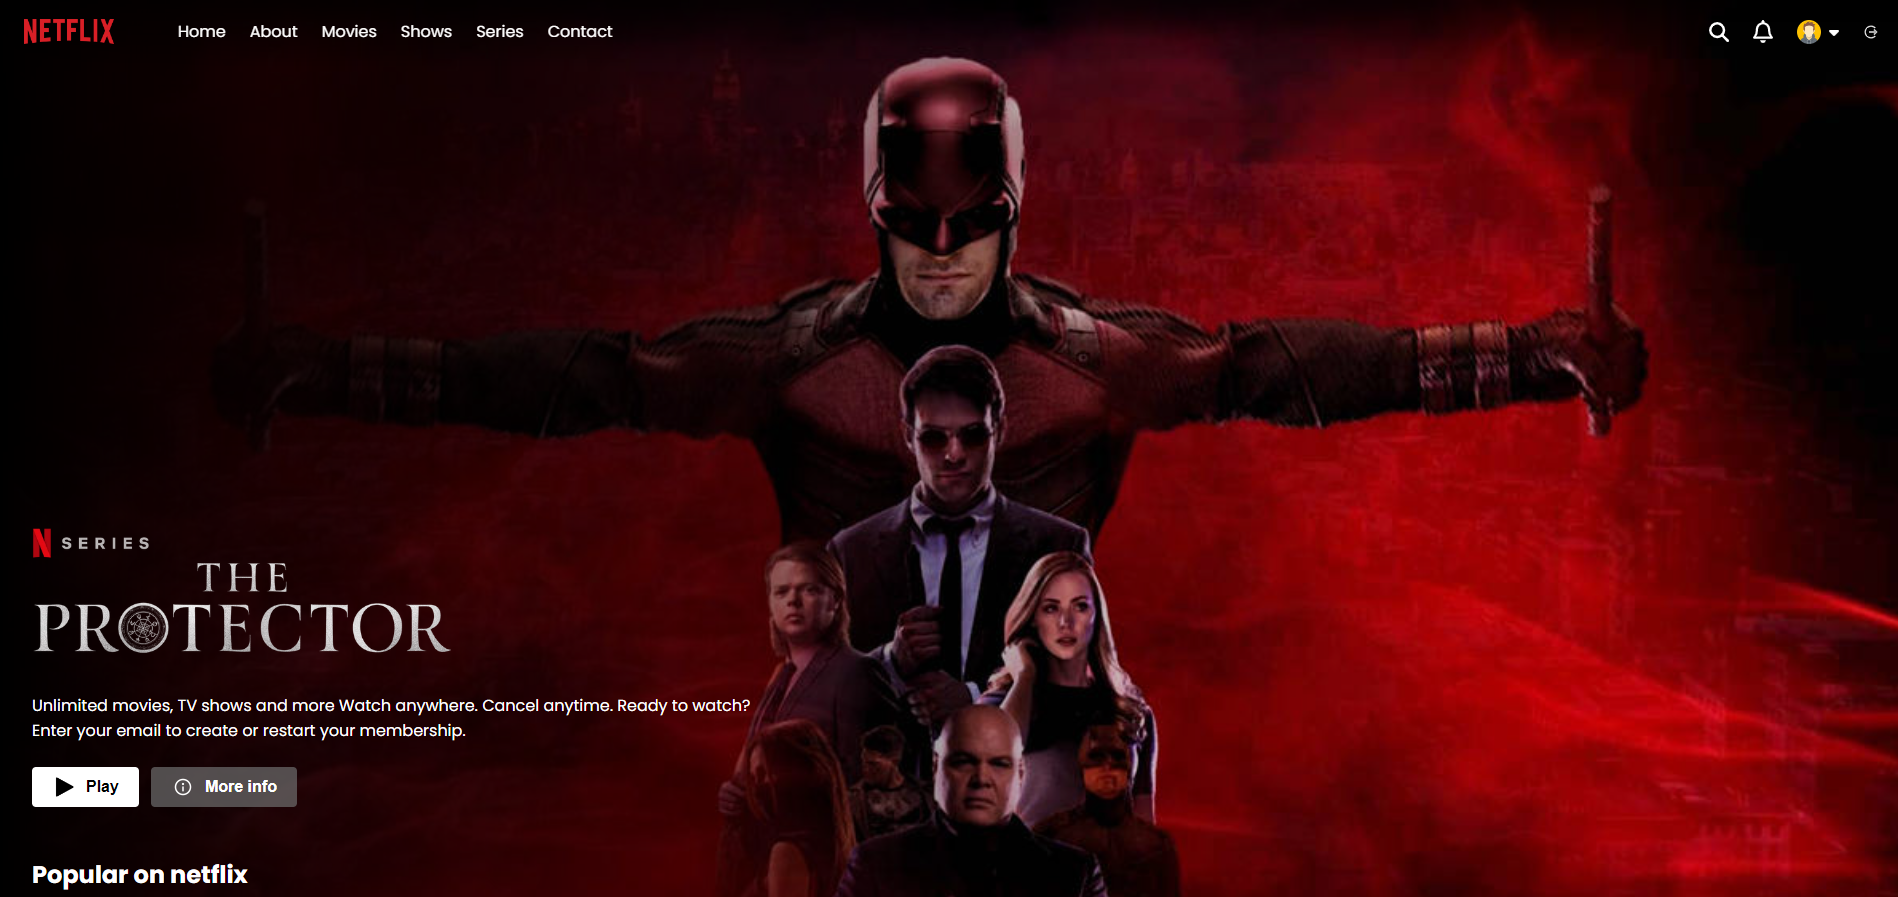 NETFLIX
Home About Movies Shows Series Contact
N SERIES
THE
PROTECTOR
Unlimited movies, TV shows and more Watch anywhere. Cancel anytime. Ready to watch?
Enter your email to create or restart your membership.
Play More info
Popular on netflix